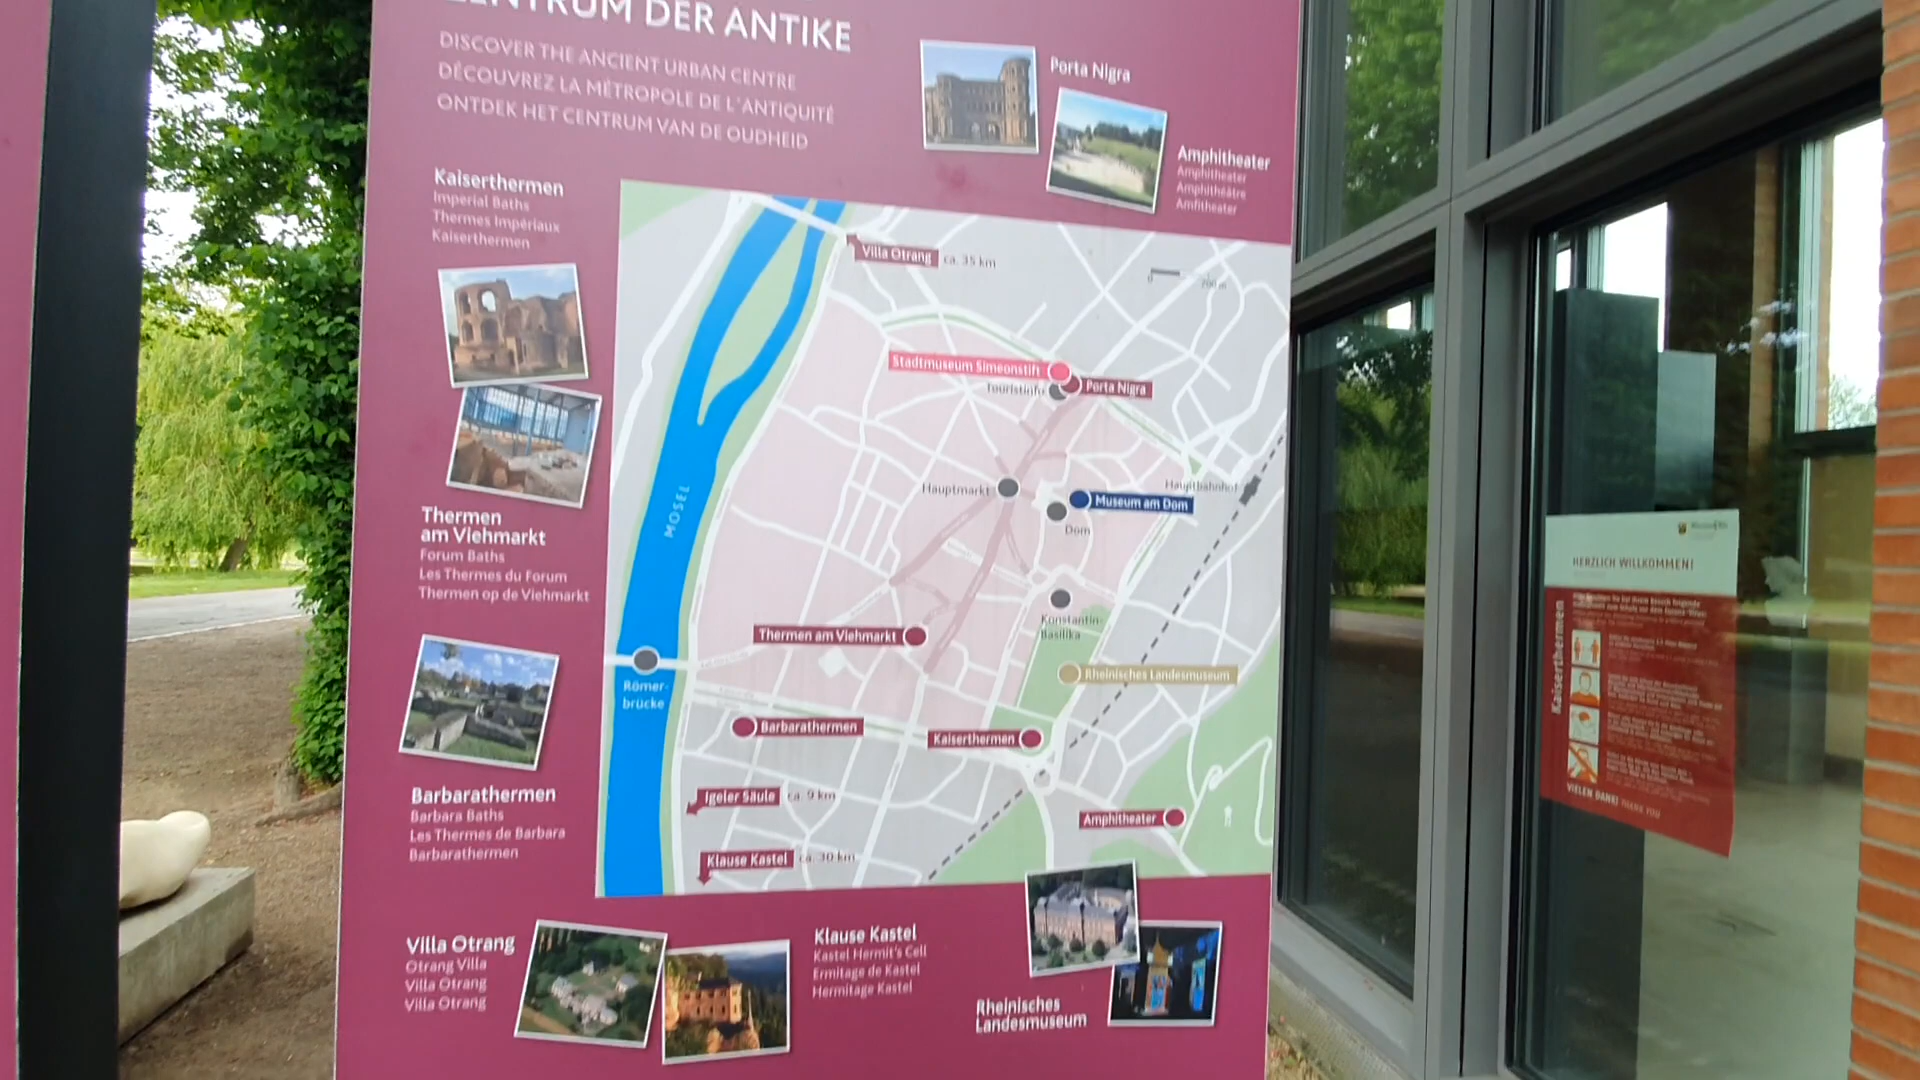 ZENTRUM DER ANTIKE
DISCOVER THE ANCIENT URBAN CENTRE
DÉCOUVREZ LA MÉTROPOLE DE L'ANTIQUITÉ
ONTDEK HET CENTRUM VAN DE OUDHEID
Porta Nigra
Amphitheater
Amphitheater
Amphithéâtre
Amfitheater
Kaiserthermen
Imperial Baths
Thermes Impériaux
Kaiserthermen
Thermen
am Viehmarkt
Forum Baths
Les Thermes du Forum
Thermen op de Viehmarkt
Barbarathermen
Barbara Baths
Les Thermes de Barbara
Barbarathermen
Villa Otrang
Otrang Villa
Villa Otrang
Villa Otrang
Klause Kastel
Kastel Hermit's Cell
Ermitage de Kastel
Hermitage Kastel
Rheinisches
Landesmuseum
Villa Otrang ca. 35 km
0 200 m
Stadtmuseum Simeonstift
Touristinfo
Porta Nigra
Hauptmarkt
Hauptbahnhof
Museum am Dom
Dom
MOSEL
Konstantin-
Basilika
Thermen am Viehmarkt
Rheinisches Landesmuseum
Römer-
brücke
Barbarathermen
Kaiserthermen
Igeler Säule ca. 9 km
Amphitheater
Klause Kastel ca. 30 km
HERZLICH WILLKOMMEN!
Kaiserthermen
VIELEN DANK! THANK YOU